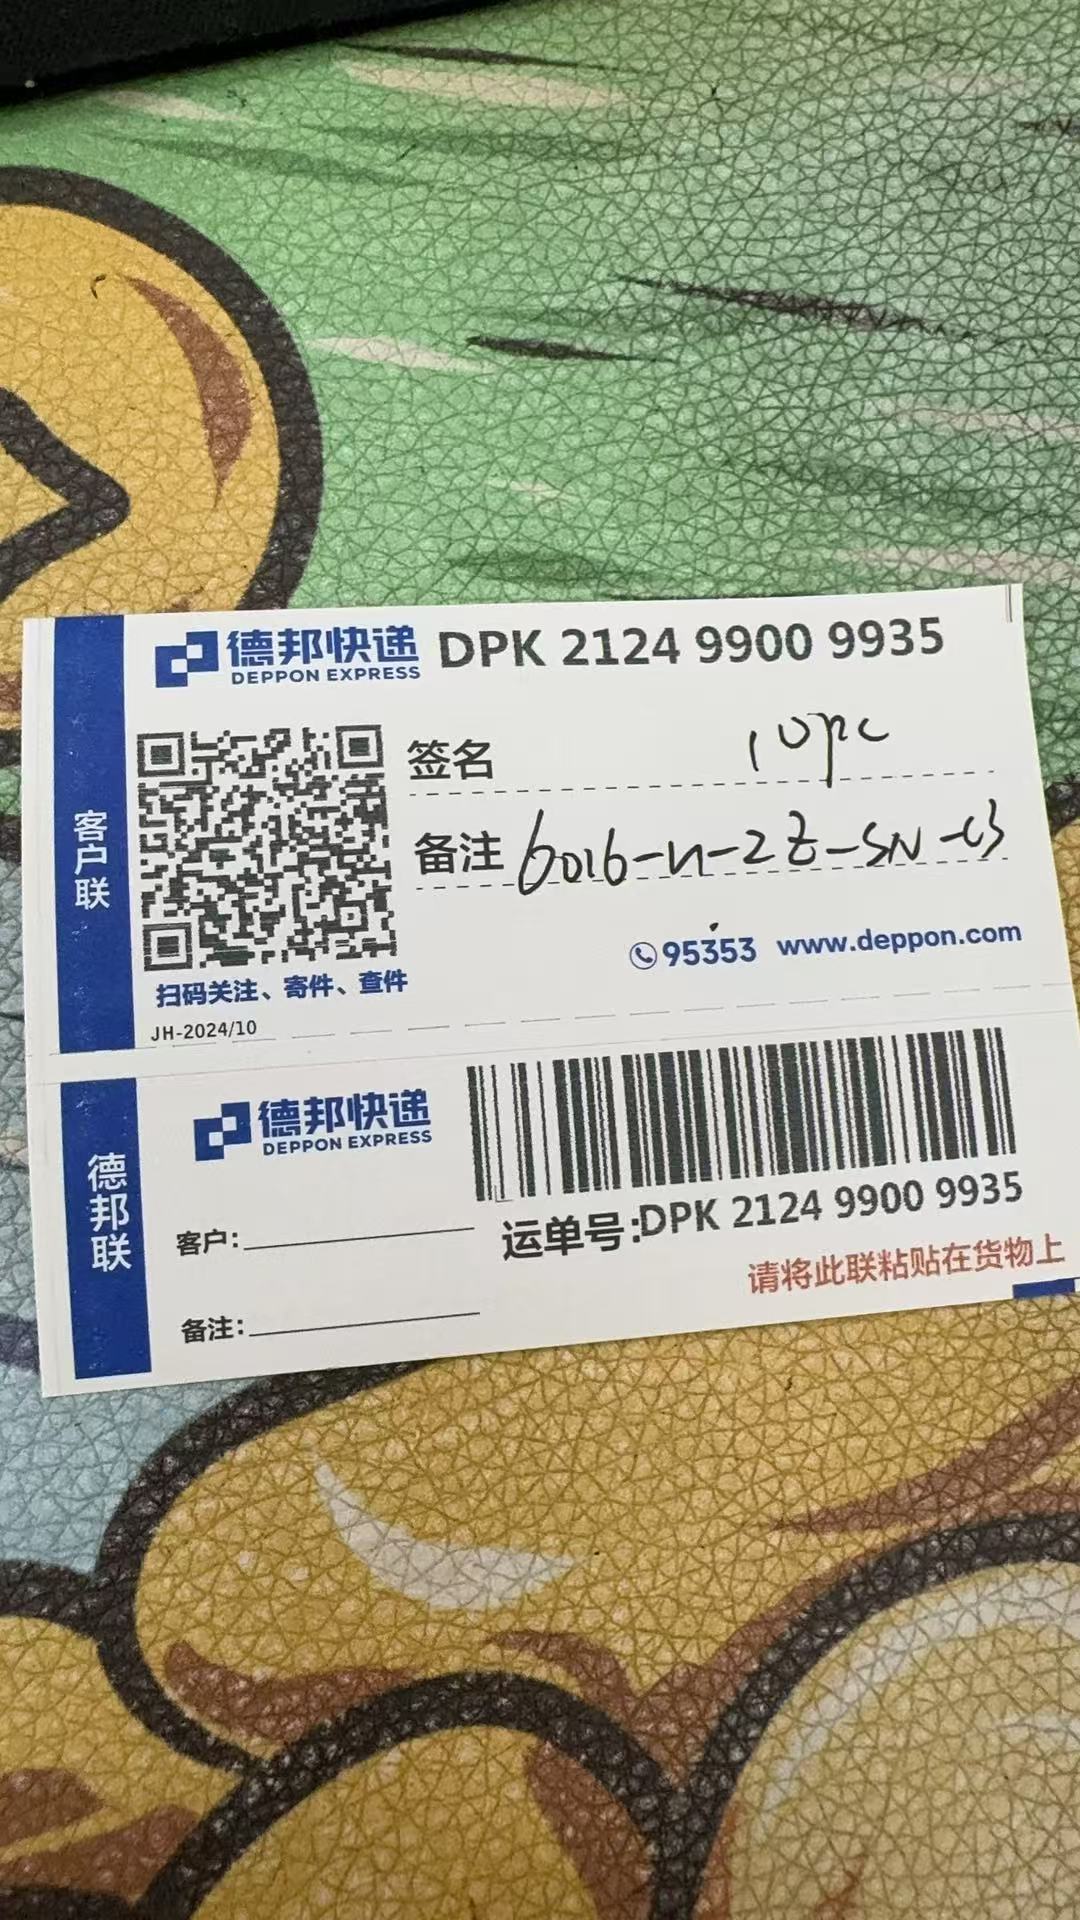 客户联
德邦快递 DPK 2124 9900 9935
DEPPON EXPRESS
签名 10pc
备注 6016-N-2Z-SN-C3
95353 www.deppon.com
扫码关注、寄件、查件
JH-2024/10
德邦联
德邦快递
DEPPON EXPRESS
运单号:DPK 2124 9900 9935
客户:
请将此联粘贴在货物上
备注: